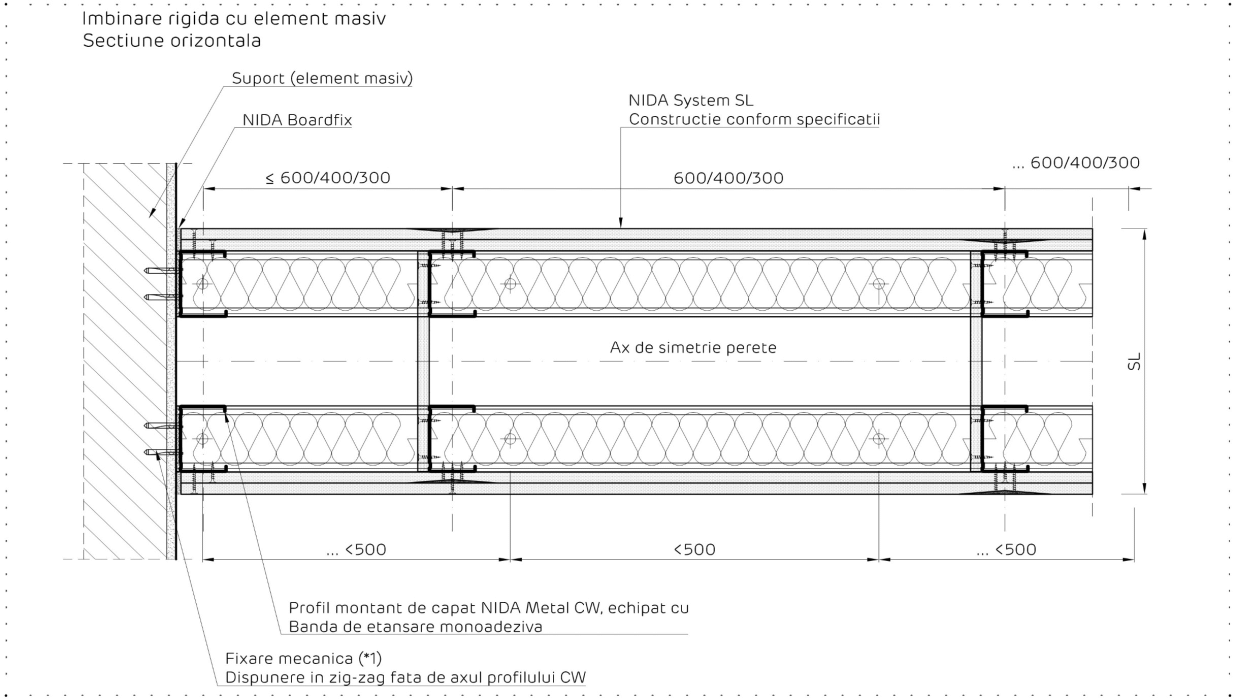 Imbinare rigida cu element masiv
Sectiune orizontala
Suport (element masiv)
NIDA Boardfix
NIDA System SL
Constructie conform specificatii
... 600/400/300
≤ 600/400/300
600/400/300
Ax de simetrie perete
SL
... <500
<500
... <500
Profil montant de capat NIDA Metal CW, echipat cu
Banda de etansare monoadeziva
Fixare mecanica (*1)
Dispunere in zig-zag fata de axul profilului CW